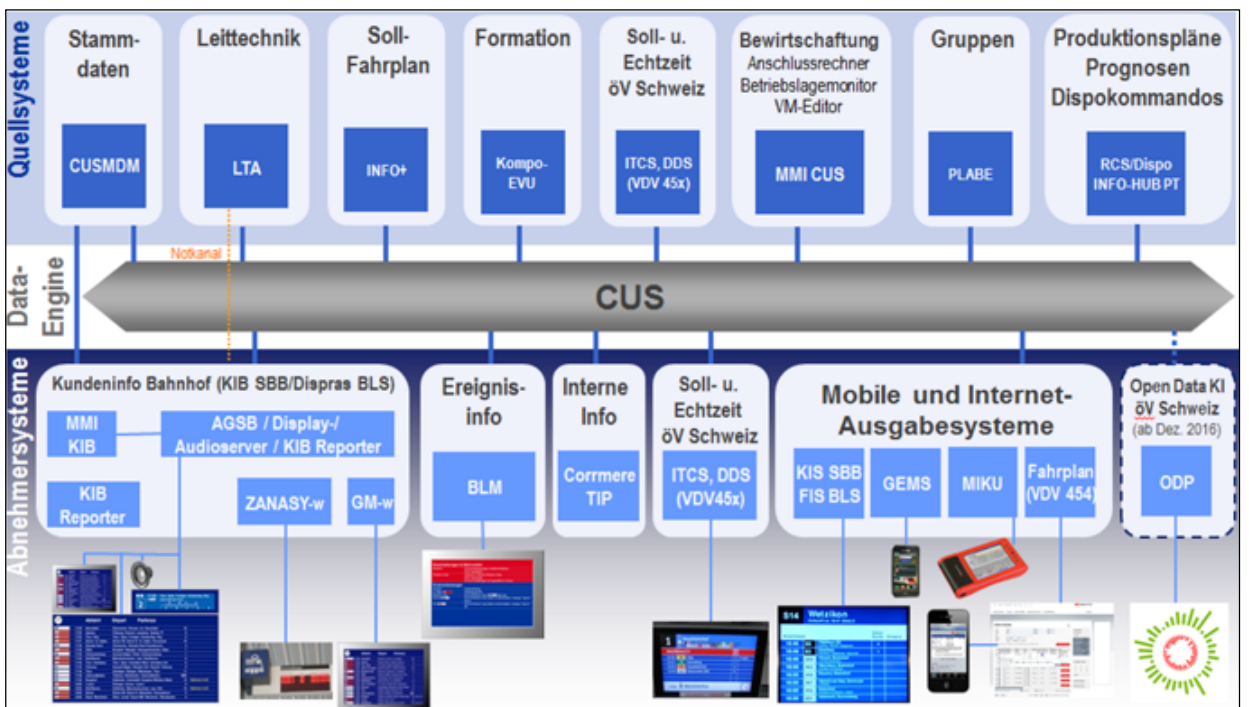 Quellsysteme
Stamm-
daten
CUSMDM
Leittechnik
LTA
Soll-
Fahrplan
INFO+
Formation
Kompo-
EVU
Soll- u.
Echtzeit
öV Schweiz
ITCS, DDS
(VDV 45x)
Bewirtschaftung
Anschlussrechner
Betriebslagemonitor
VM-Editor
MMI CUS
Gruppen
PLABE
Produktionspläne
Prognosen
Dispokommandos
RCS/Dispo
INFO-HUB PT
Notkanal
Data-
Engine
CUS
Abnehmersysteme
Kundeninfo Bahnhof (KIB SBB/Dispras BLS)
MMI
KIB
AGSB / Display-/
Audioserver / KIB Reporter
KIB
Reporter
ZANASY-w
GM-w
Ereignis-
info
BLM
Interne
Info
Corrmere
TIP
Soll- u.
Echtzeit
öV Schweiz
ITCS, DDS
(VDV45x)
Mobile und Internet-
Ausgabesysteme
KIS SBB
FIS BLS
GEMS
MIKU
Fahrplan
(VDV 454)
Open Data KI
öV Schweiz
(ab Dez. 2016)
ODP
S14 Wetzikon